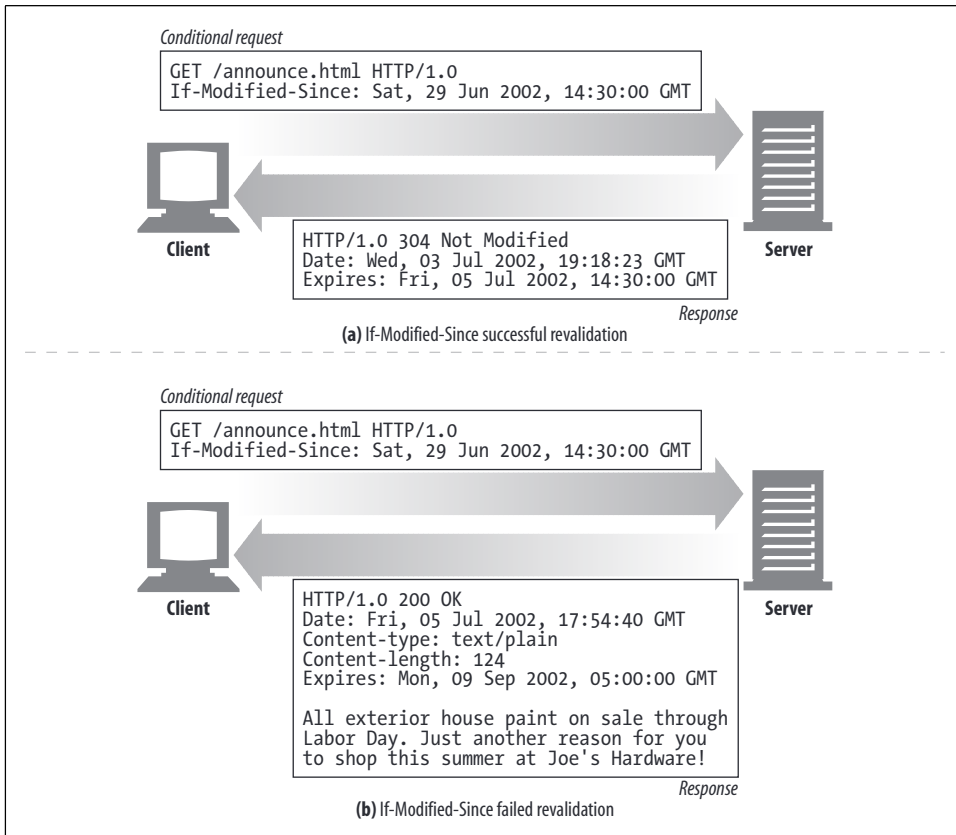 Conditional request
GET /announce.html HTTP/1.0
If-Modified-Since: Sat, 29 Jun 2002, 14:30:00 GMT
Client
Server
HTTP/1.0 304 Not Modified
Date: Wed, 03 Jul 2002, 19:18:23 GMT
Expires: Fri, 05 Jul 2002, 14:30:00 GMT
Response
(a) If-Modified-Since successful revalidation
Conditional request
GET /announce.html HTTP/1.0
If-Modified-Since: Sat, 29 Jun 2002, 14:30:00 GMT
Client
Server
HTTP/1.0 200 OK
Date: Fri, 05 Jul 2002, 17:54:40 GMT
Content-type: text/plain
Content-length: 124
Expires: Mon, 09 Sep 2002, 05:00:00 GMT
All exterior house paint on sale through
Labor Day. Just another reason for you
to shop this summer at Joe's Hardware!
Response
(b) If-Modified-Since failed revalidation